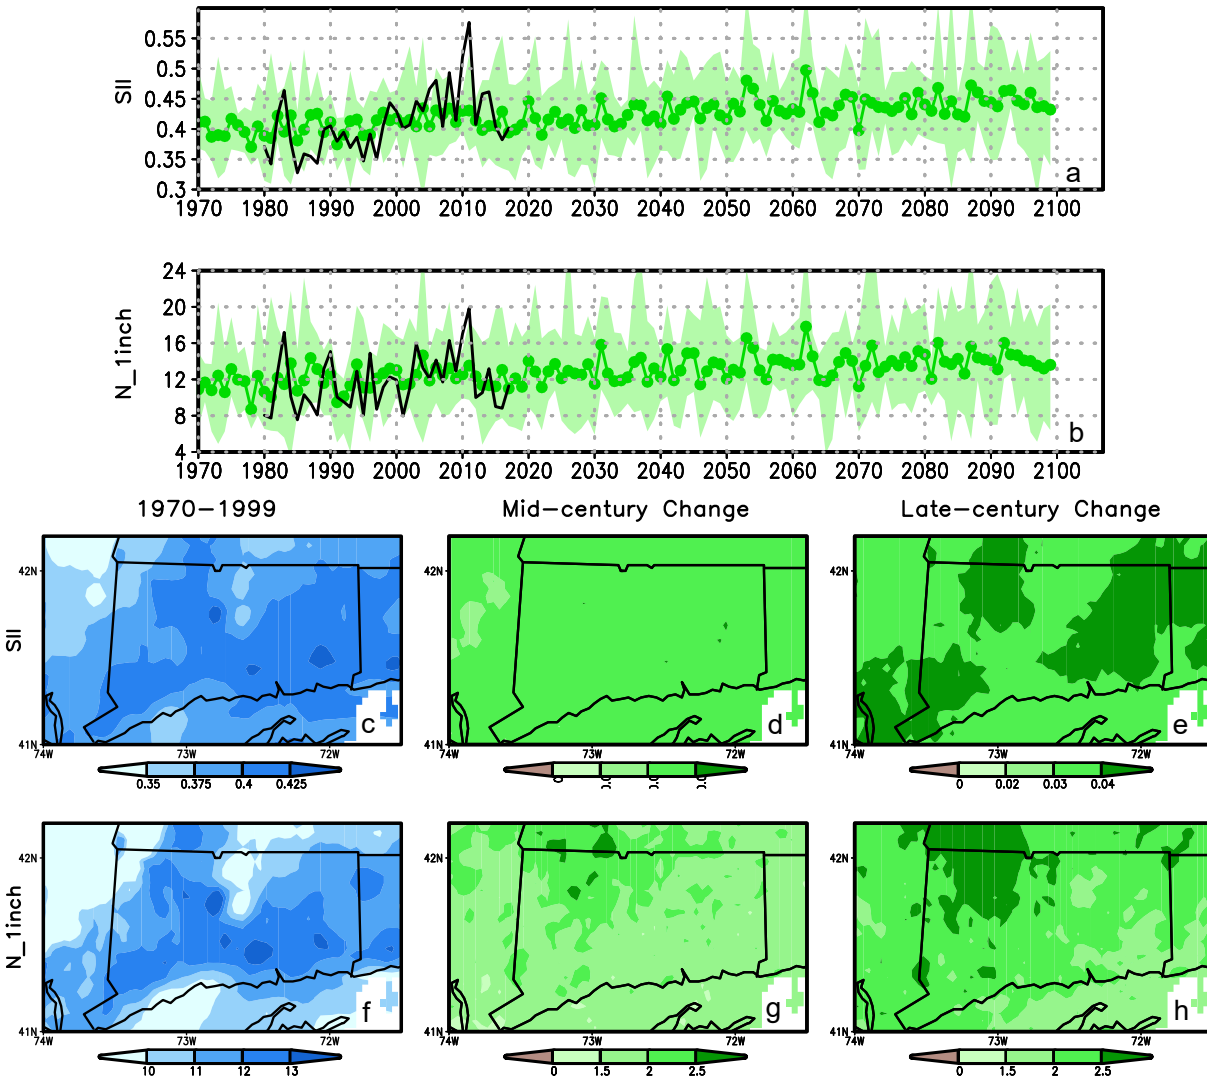 SII
0.55
0.5
0.45
0.4
0.35
0.3
a
1970 1980 1990 2000 2010 2020 2030 2040 2050 2060 2070 2080 2090 2100
N_1inch
24
20
16
12
8
4
b
1970 1980 1990 2000 2010 2020 2030 2040 2050 2060 2070 2080 2090 2100
1970-1999 Mid-century Change Late-century Change
SII
42N 42N 42N
c d e
41N 41N 41N
74W 73W 72W 74W 73W 72W 74W 73W 72W
0.35 0.375 0.4 0.425
0 0.02 0.03 0.04
N_1inch
42N 42N 42N
f g h
41N 41N 41N
74W 73W 72W 74W 73W 72W 74W 73W 72W
10 11 12 13 0 1.5 2 2.5 0 1.5 2 2.5